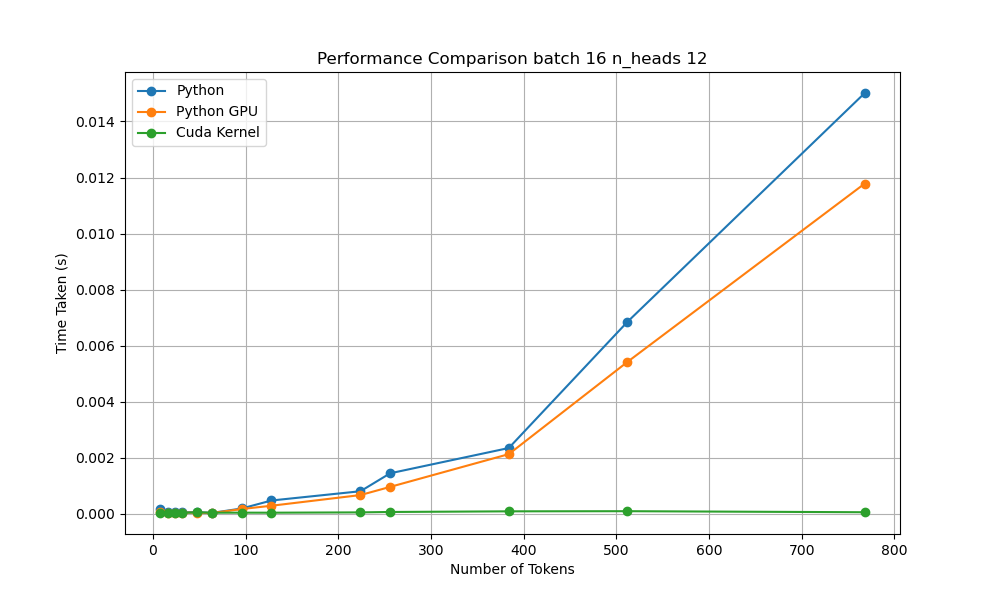 Performance Comparison batch 16 n_heads 12
Python
Python GPU
Cuda Kernel
Time Taken (s)
0.014
0.012
0.010
0.008
0.006
0.004
0.002
0.000
0 100 200 300 400 500 600 700 800
Number of Tokens